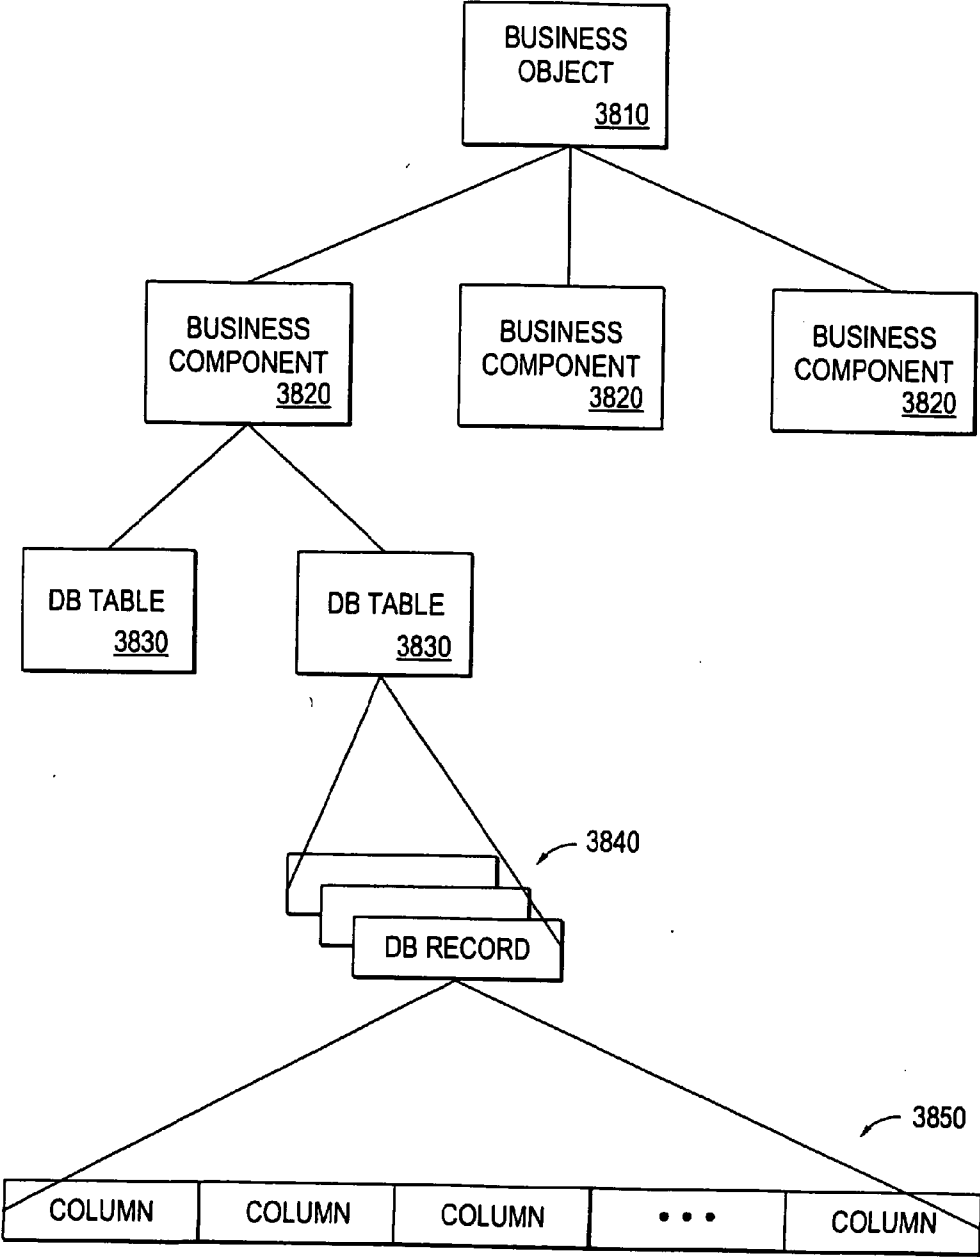 BUSINESS
OBJECT
3810
BUSINESS
COMPONENT
3820
BUSINESS
COMPONENT
3820
BUSINESS
COMPONENT
3820
DB TABLE
3830
DB TABLE
3830
3840
DB RECORD
3850
COLUMN
COLUMN
COLUMN
• • •
COLUMN